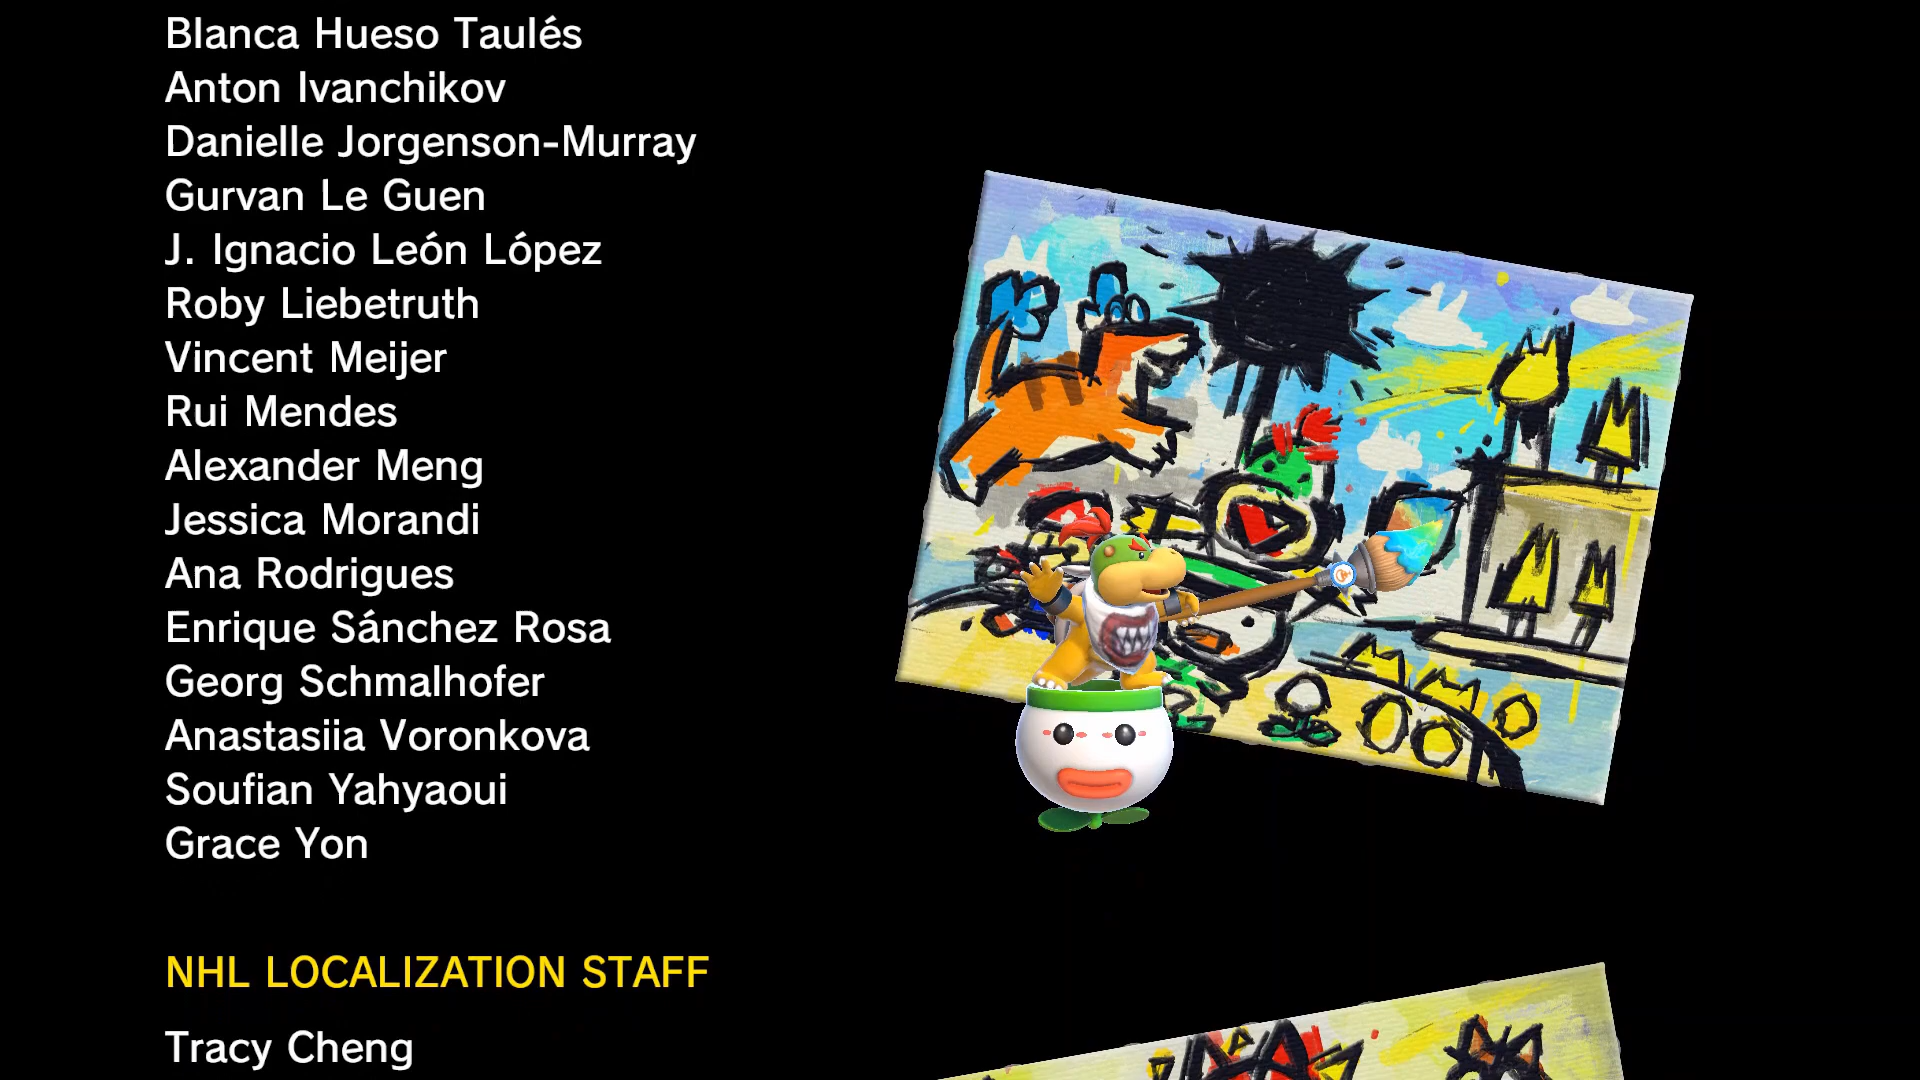 Blanca Hueso Taulés
Anton Ivanchikov
Danielle Jorgenson-Murray
Gurvan Le Guen
J. Ignacio León López
Roby Liebetruth
Vincent Meijer
Rui Mendes
Alexander Meng
Jessica Morandi
Ana Rodrigues
Enrique Sánchez Rosa
Georg Schmalhofer
Anastasiia Voronkova
Soufian Yahyaoui
Grace Yon
NHL LOCALIZATION STAFF
Tracy Cheng